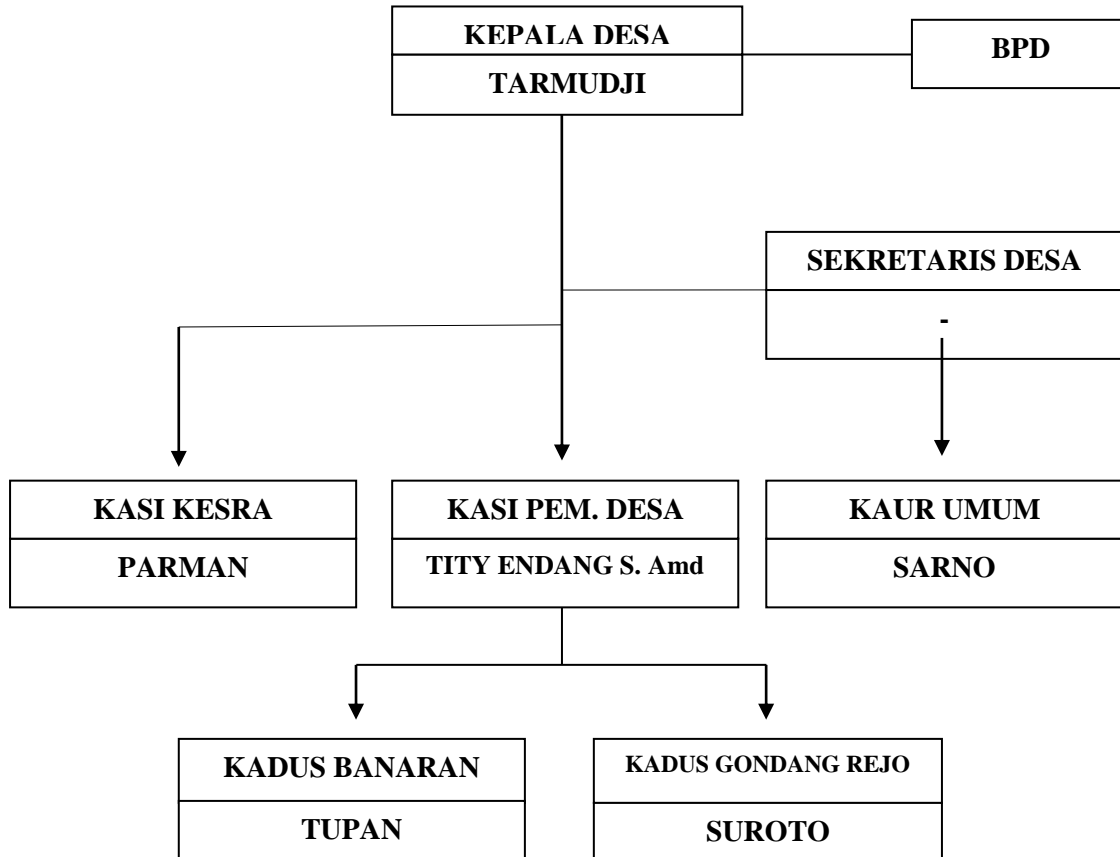 KEPALA DESA
TARMUDJI
BPD
SEKRETARIS DESA
-
KASI KESRA
PARMAN
KASI PEM. DESA
TITY ENDANG S. Amd
KAUR UMUM
SARNO
KADUS BANARAN
TUPAN
KADUS GONDANG REJO
SUROTO